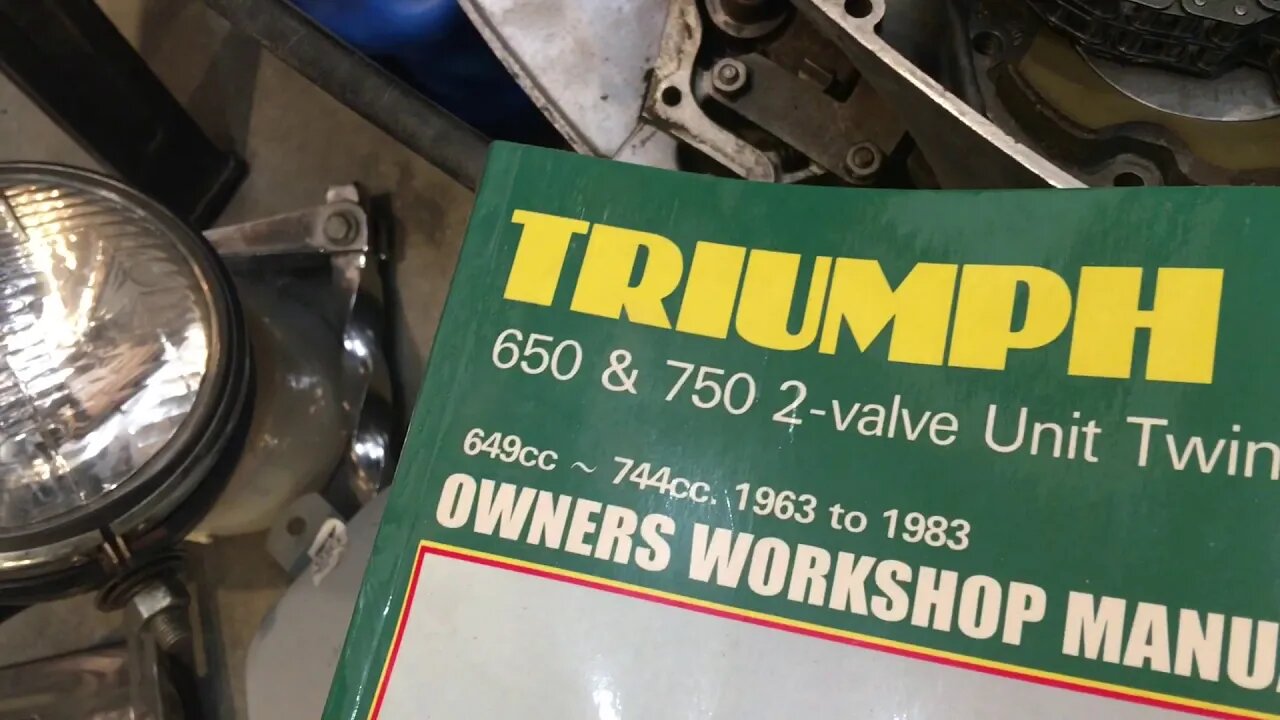 TRIUMPH
650 & 750 2-valve Unit Twin
649cc ~ 744cc. 1963 to 1983
OWNERS WORKSHOP MANU